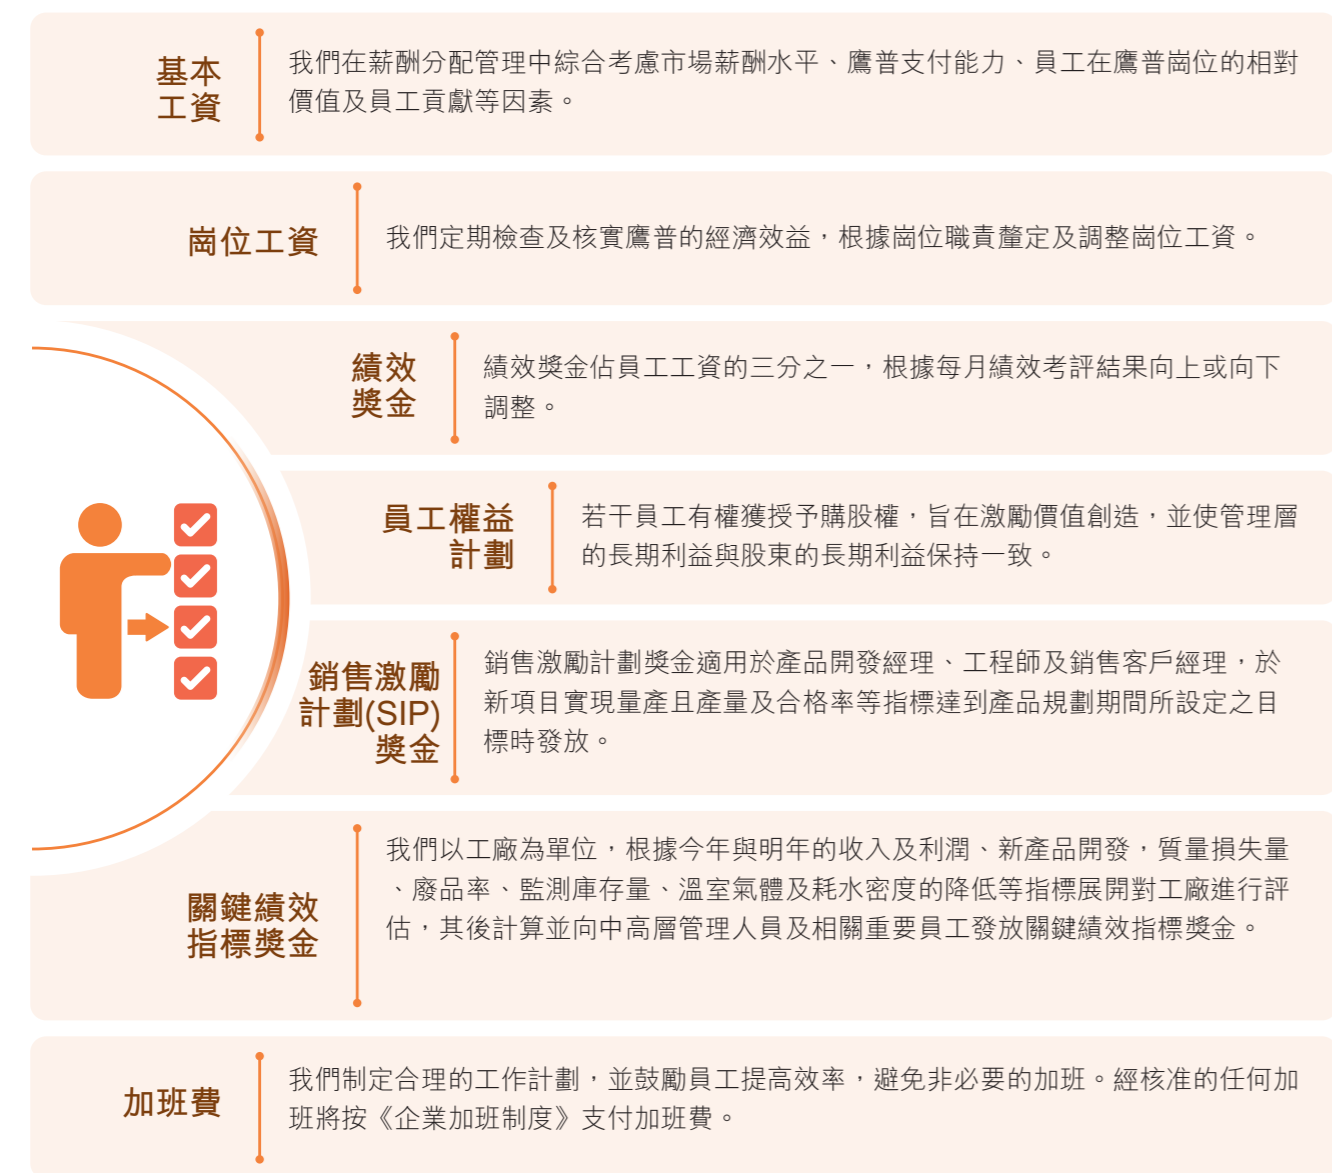 基本
工資
我們在薪酬分配管理中綜合考慮市場薪酬水平、鷹普支付能力、員工在鷹普崗位的相對
價值及員工貢獻等因素。
崗位工資
我們定期檢查及核實鷹普的經濟效益，根據崗位職責釐定及調整崗位工資。
績效
獎金
績效獎金佔員工工資的三分之一，根據每月績效考評結果向上或向下
調整。
員工權益
計劃
若干員工有權獲授予購股權，旨在激勵價值創造，並使管理層
的長期利益與股東的長期利益保持一致。
銷售激勵
計劃(SIP)
獎金
銷售激勵計劃獎金適用於產品開發經理、工程師及銷售客戶經理，於
新項目實現量產且產量及合格率等指標達到產品規劃期間所設定之目
標時發放。
關鍵績效
指標獎金
我們以工廠為單位，根據今年與明年的收入及利潤、新產品開發，質量損失量
、廢品率、監測庫存量、溫室氣體及耗水密度的降低等指標展開對工廠進行評
估，其後計算並向中高層管理人員及相關重要員工發放關鍵績效指標獎金。
加班費
我們制定合理的工作計劃，並鼓勵員工提高效率，避免非必要的加班。經核准的任何加
班將按《企業加班制度》支付加班費。